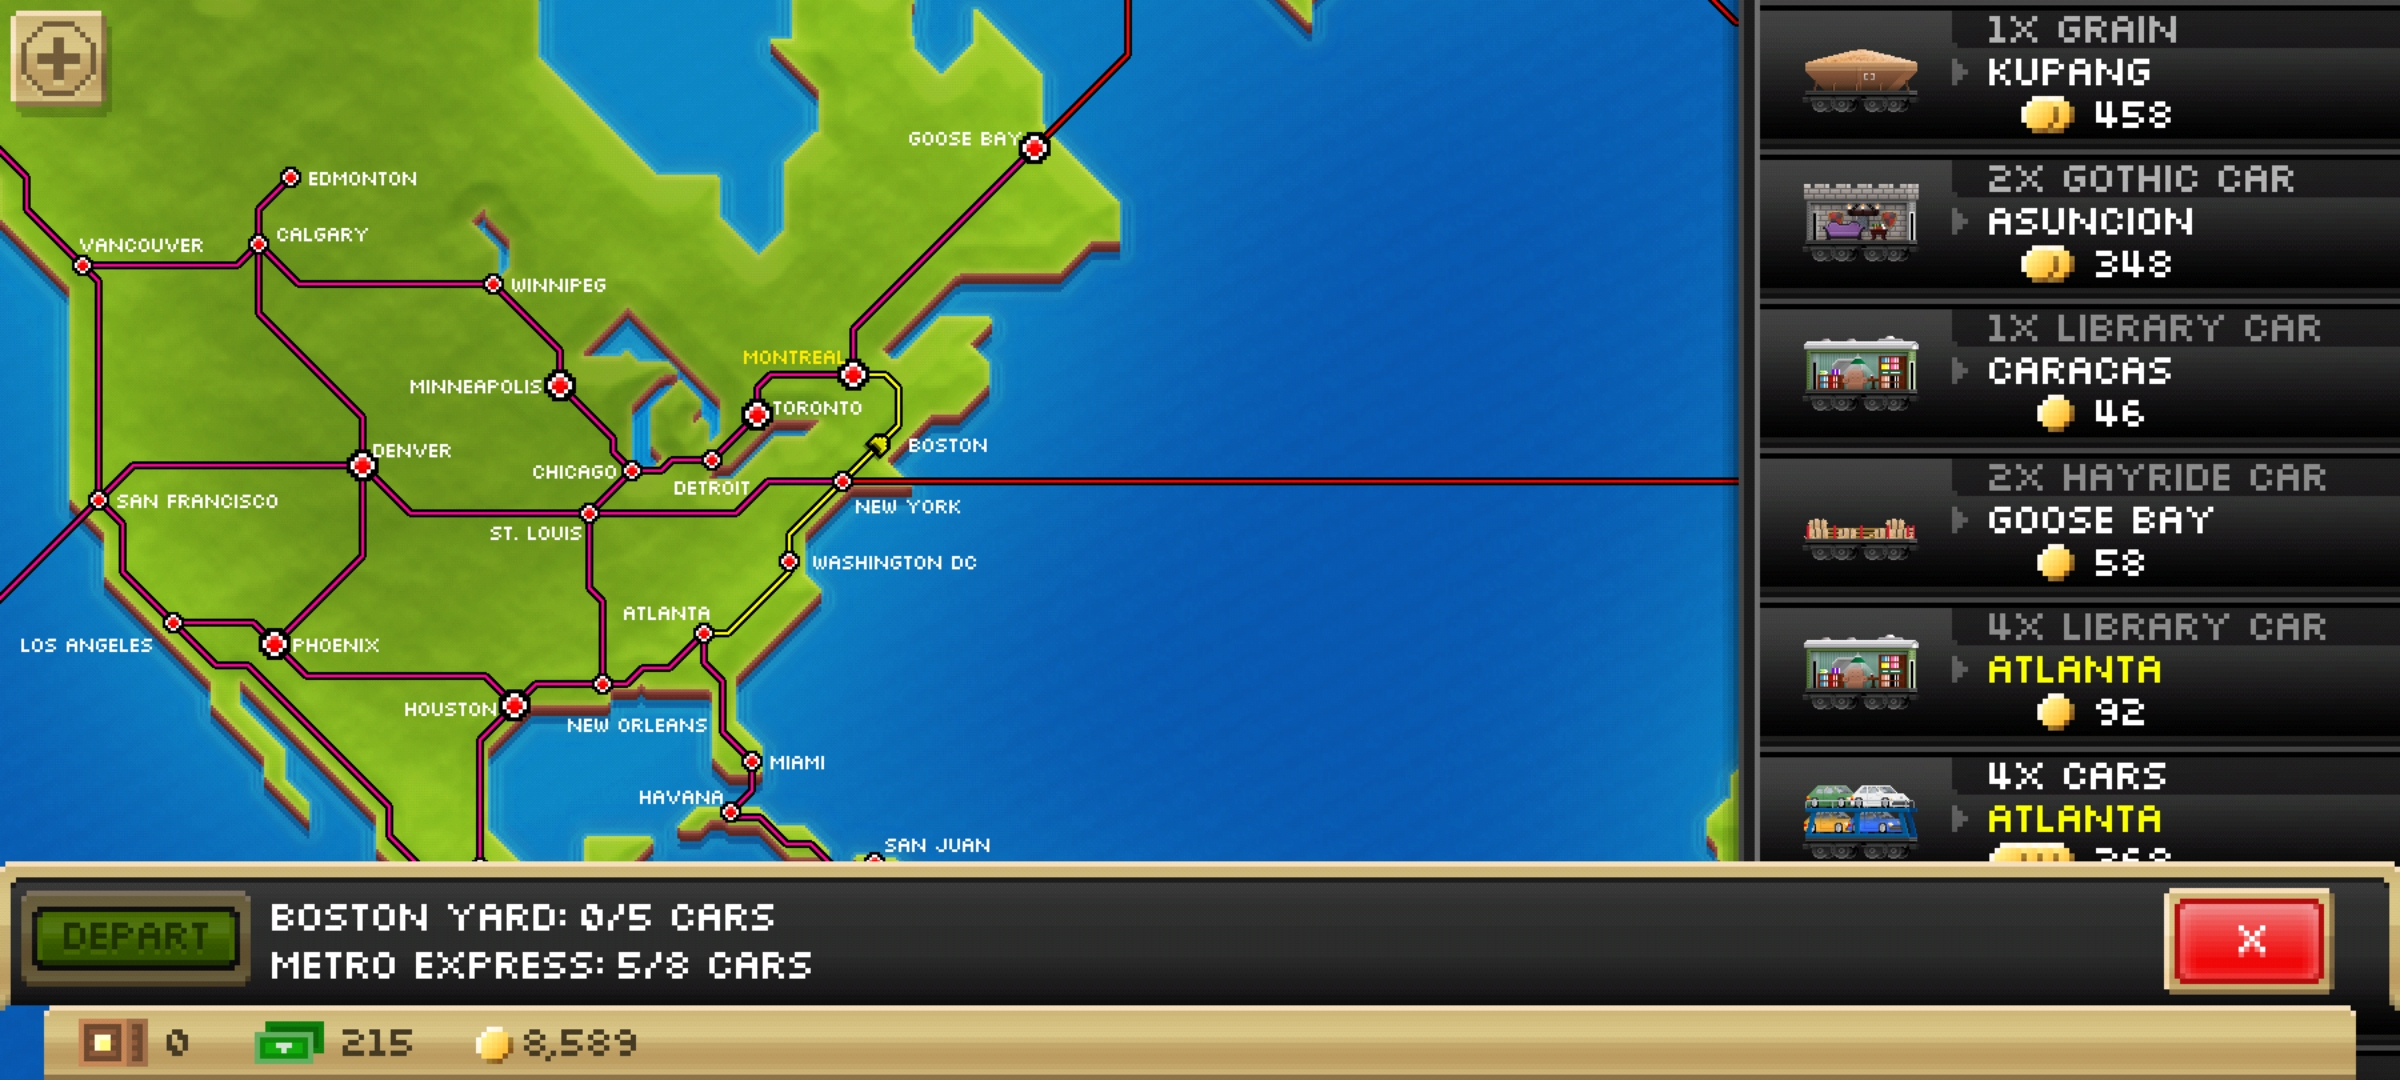 GOOSE BAY
EDMONTON
CALGARY
VANCOUVER
WINNIPEG
MONTREAL
MINNEAPOLIS
TORONTO
BOSTON
DENVER
CHICAGO
DETROIT
SAN FRANCISCO
NEW YORK
ST. LOUIS
WASHINGTON DC
ATLANTA
LOS ANGELES
PHOENIX
HOUSTON
NEW ORLEANS
MIAMI
HAVANA
SAN JUAN
1X GRAIN
KUPANG
458
2X GOTHIC CAR
ASUNCION
348
1X LIBRARY CAR
CARACAS
46
2X HAYRIDE CAR
GOOSE BAY
58
4X LIBRARY CAR
ATLANTA
92
4X CARS
ATLANTA
DEPART
BOSTON YARD: 0/5 CARS
METRO EXPRESS: 5/8 CARS
X
0
215
8,589